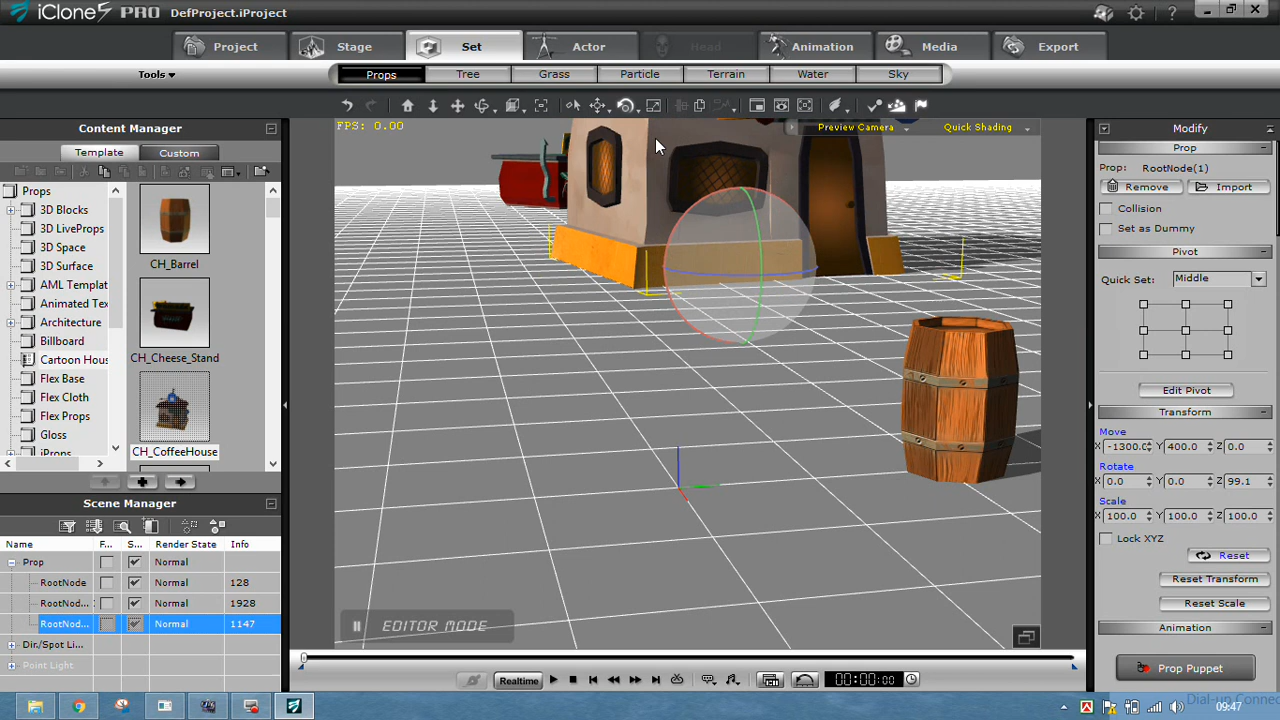 iClone5 PRO DefProject.iProject
Project Stage Set Actor Head Animation Media Export
Tools Props Tree Grass Particle Terrain Water Sky
Content Manager
Template Custom
Props
3D Blocks
3D LiveProps
3D Space
3D Surface
AML Templat
Animated Tex
Architecture
Billboard
Cartoon Hous
Flex Base
Flex Cloth
Flex Props
Gloss
iProps
CH_Barrel
CH_Cheese_Stand
CH_CoffeeHouse
Scene Manager
Name F... S... Render State Info
Prop Normal
RootNode Normal 128
RootNod... Normal 1928
RootNod... Normal 1147
Dir/Spot Li... Normal
Point Light Normal
FPS: 0.00
Preview Camera Quick Shading
EDITOR MODE
Realtime 00:00:00
Modify
Prop
Prop: RootNode(1)
Remove Import
Collision
Set as Dummy
Pivot
Quick Set: Middle
Edit Pivot
Transform
Move
X -1300.0 Y 400.0 Z 0.0
Rotate
X 0.0 Y 0.0 Z 99.1
Scale
X 100.0 Y 100.0 Z 100.0
Lock XYZ
Reset
Reset Transform
Reset Scale
Animation
Prop Puppet
Dial-up Connec
09:47